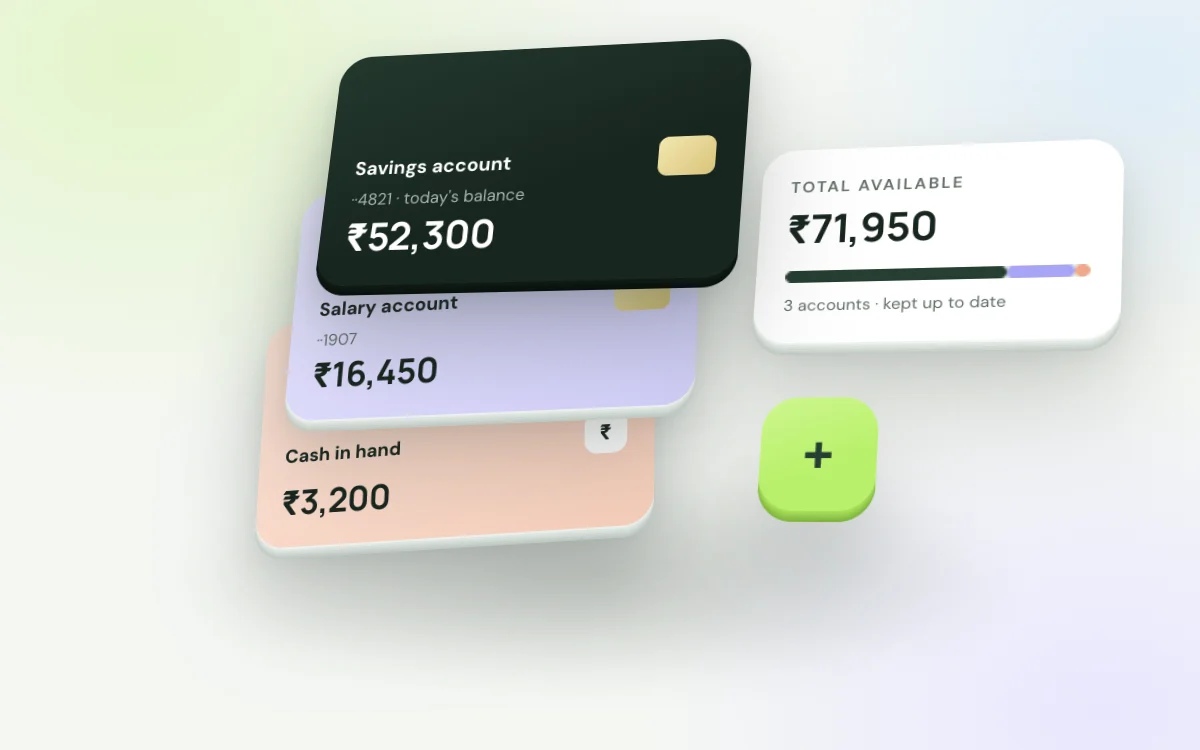 Savings account
··4821 · today's balance
₹52,300
Salary account
··1907
₹16,450
Cash in hand
₹
₹3,200
TOTAL AVAILABLE
₹71,950
3 accounts · kept up to date
+